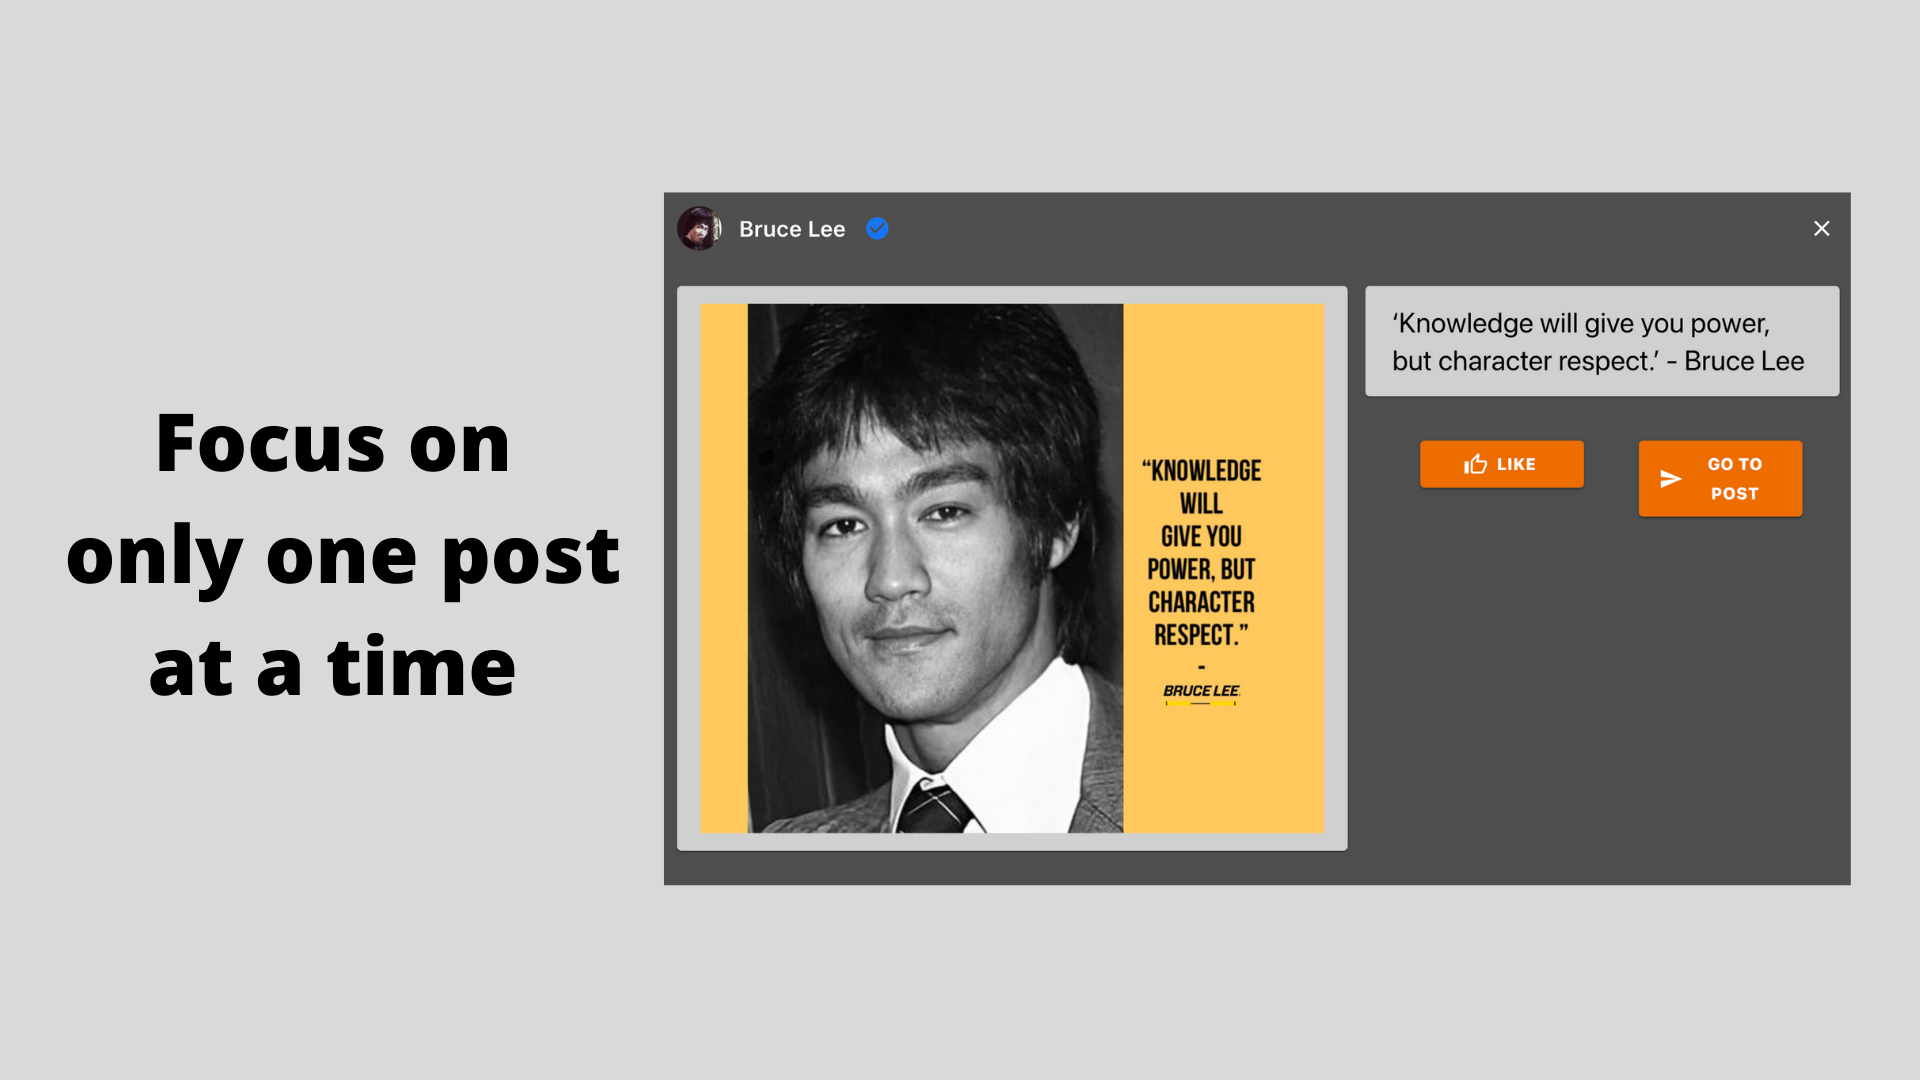 Focus on
only one post
at a time
Bruce Lee
“KNOWLEDGE
WILL
GIVE YOU
POWER, BUT
CHARACTER
RESPECT.”
-
BRUCE LEE
‘Knowledge will give you power,
but character respect.’ - Bruce Lee
LIKE
GO TO
POST